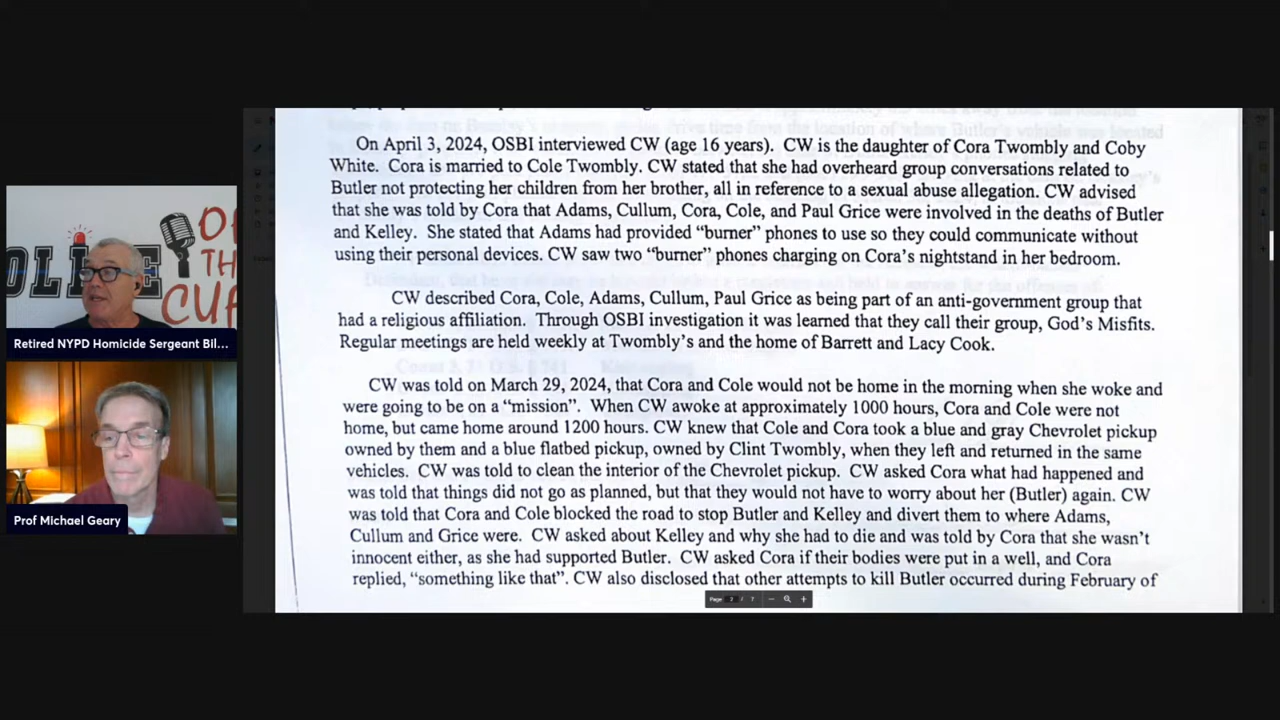 On April 3, 2024, OSBI interviewed CW (age 16 years). CW is the daughter of Cora Twombly and Coby
White. Cora is married to Cole Twombly. CW stated that she had overheard group conversations related to
Butler not protecting her children from her brother, all in reference to a sexual abuse allegation. CW advised
that she was told by Cora that Adams, Cullum, Cora, Cole, and Paul Grice were involved in the deaths of Butler
and Kelley. She stated that Adams had provided “burner” phones to use so they could communicate without
using their personal devices. CW saw two “burner” phones charging on Cora’s nightstand in her bedroom.
CW described Cora, Cole, Adams, Cullum, Paul Grice as being part of an anti-government group that
had a religious affiliation. Through OSBI investigation it was learned that they call their group, God’s Misfits.
Regular meetings are held weekly at Twombly’s and the home of Barrett and Lacy Cook.
CW was told on March 29, 2024, that Cora and Cole would not be home in the morning when she woke and
were going to be on a “mission”. When CW awoke at approximately 1000 hours, Cora and Cole were not
home, but came home around 1200 hours. CW knew that Cole and Cora took a blue and gray Chevrolet pickup
owned by them and a blue flatbed pickup, owned by Clint Twombly, when they left and returned in the same
vehicles. CW was told to clean the interior of the Chevrolet pickup. CW asked Cora what had happened and
was told that things did not go as planned, but that they would not have to worry about her (Butler) again. CW
was told that Cora and Cole blocked the road to stop Butler and Kelley and divert them to where Adams,
Cullum and Grice were. CW asked about Kelley and why she had to die and was told by Cora that she wasn’t
innocent either, as she had supported Butler. CW asked Cora if their bodies were put in a well, and Cora
replied, “something like that”. CW also disclosed that other attempts to kill Butler occurred during February of
Page / 7
OLICE
TH
CUF
Retired NYPD Homicide Sergeant Bil...
Prof Michael Geary